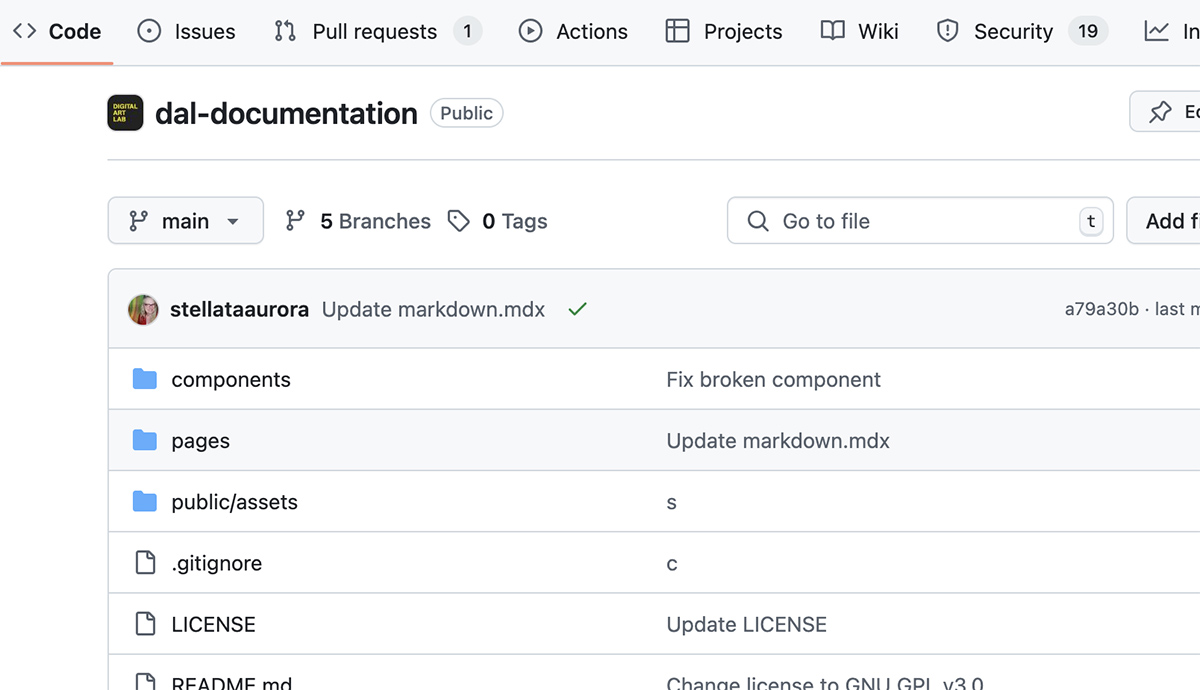 Code Issues Pull requests 1 Actions Projects Wiki Security 19 In
DIGITAL
ART
LAB
dal-documentation Public
main 5 Branches 0 Tags Go to file t Add fi
stellataaurora Update markdown.mdx a79a30b · last m
components Fix broken component
pages Update markdown.mdx
public/assets s
.gitignore c
LICENSE Update LICENSE
README.md Change license to GNU GPL v3.0